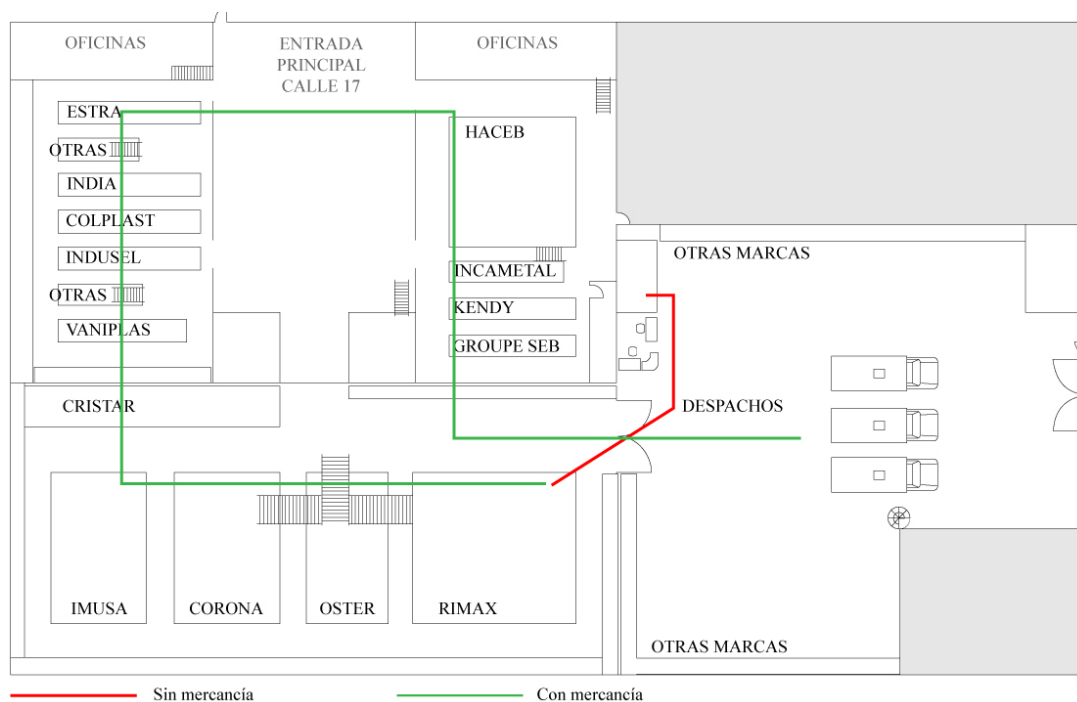 OFICINAS
ENTRADA
PRINCIPAL
CALLE 17
OFICINAS
ESTRA
OTRAS
INDIA
COLPLAST
INDUSEL
OTRAS
VANIPLAS
HACEB
INCAMETAL
KENDY
GROUPE SEB
OTRAS MARCAS
CRISTAR
DESPACHOS
IMUSA
CORONA
OSTER
RIMAX
OTRAS MARCAS
Sin mercancía
Con mercancía